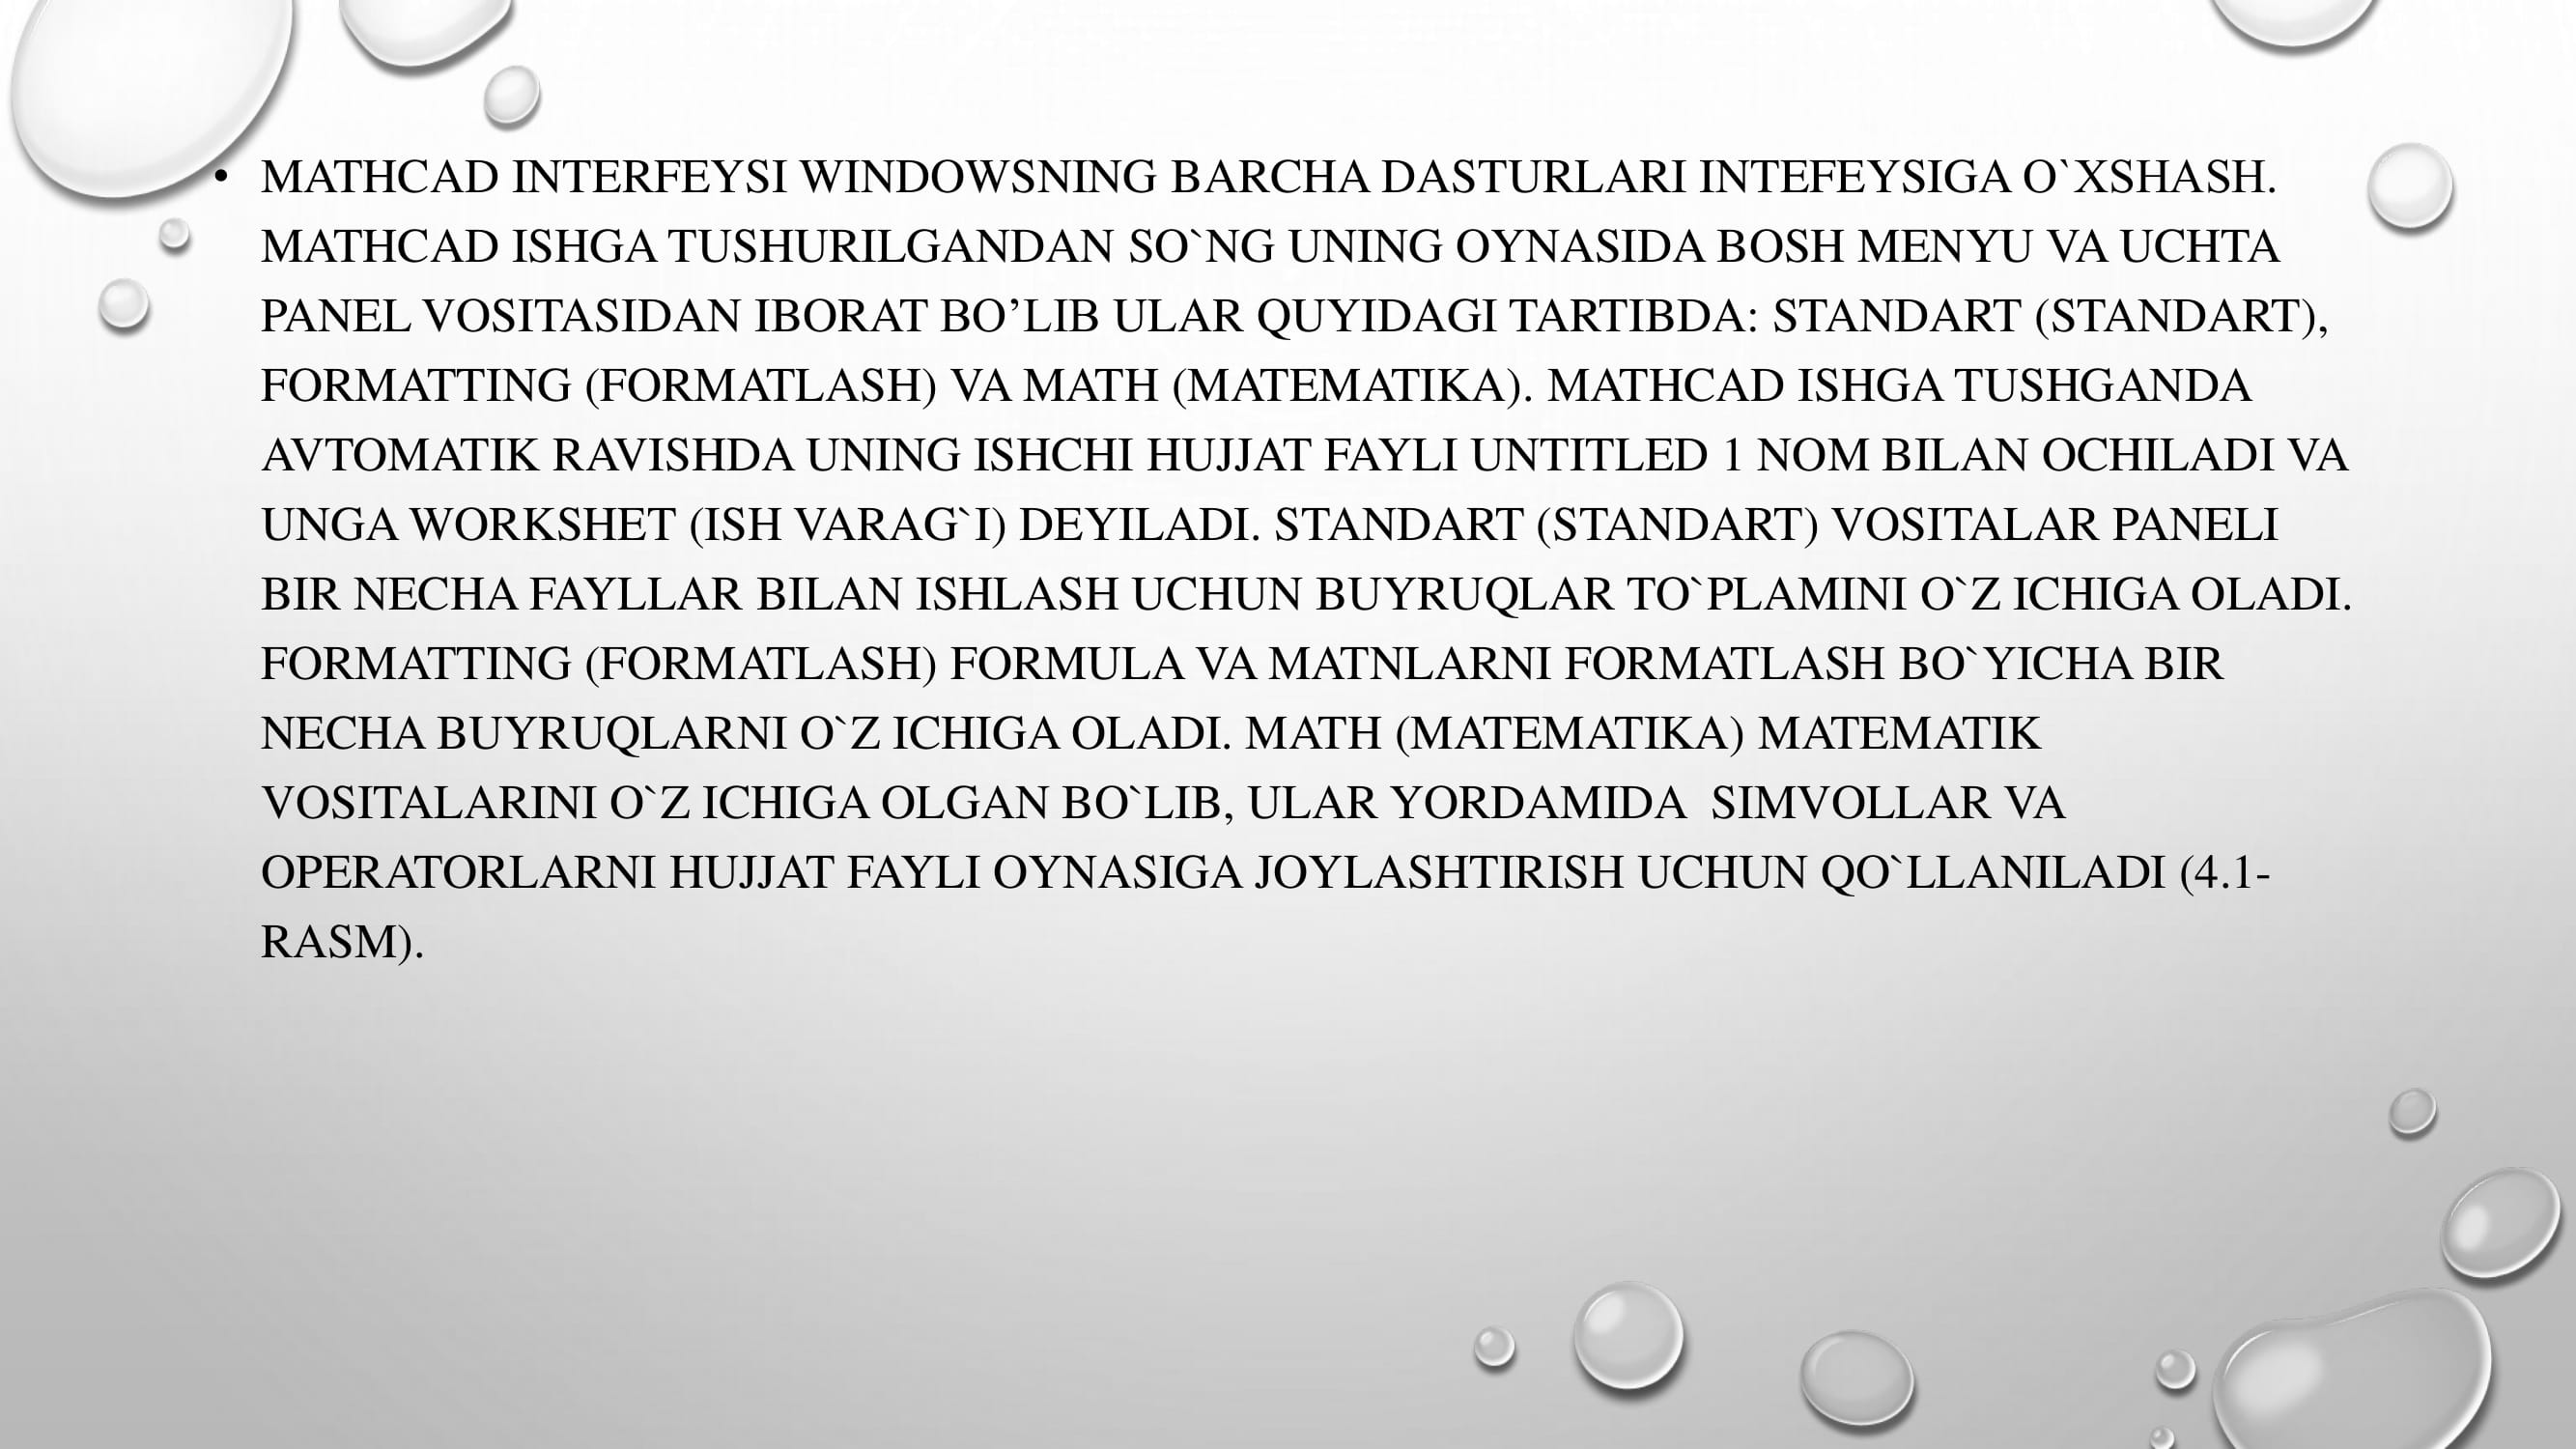 • MATHCAD INTERFEYSI WINDOWSNING BARCHA DASTURLARI INTEFEYSIGA O`XSHASH.
MATHCAD ISHGA TUSHURILGANDAN SO`NG UNING OYNASIDA BOSH MENYU VA UCHTA
PANEL VOSITASIDAN IBORAT BO’LIB ULAR QUYIDAGI TARTIBDA: STANDART (STANDART),
FORMATTING (FORMATLASH) VA MATH (MATEMATIKA). MATHCAD ISHGA TUSHGANDA
AVTOMATIK RAVISHDA UNING ISHCHI HUJJAT FAYLI UNTITLED 1 NOM BILAN OCHILADI VA
UNGA WORKSHET (ISH VARAG`I) DEYILADI. STANDART (STANDART) VOSITALAR PANELI
BIR NECHA FAYLLAR BILAN ISHLASH UCHUN BUYRUQLAR TO`PLAMINI O`Z ICHIGA OLADI.
FORMATTING (FORMATLASH) FORMULA VA MATNLARNI FORMATLASH BO`YICHA BIR
NECHA BUYRUQLARNI O`Z ICHIGA OLADI. MATH (MATEMATIKA) MATEMATIK
VOSITALARINI O`Z ICHIGA OLGAN BO`LIB, ULAR YORDAMIDA  SIMVOLLAR VA
OPERATORLARNI HUJJAT FAYLI OYNASIGA JOYLASHTIRISH UCHUN QO`LLANILADI (4.1-
RASM).